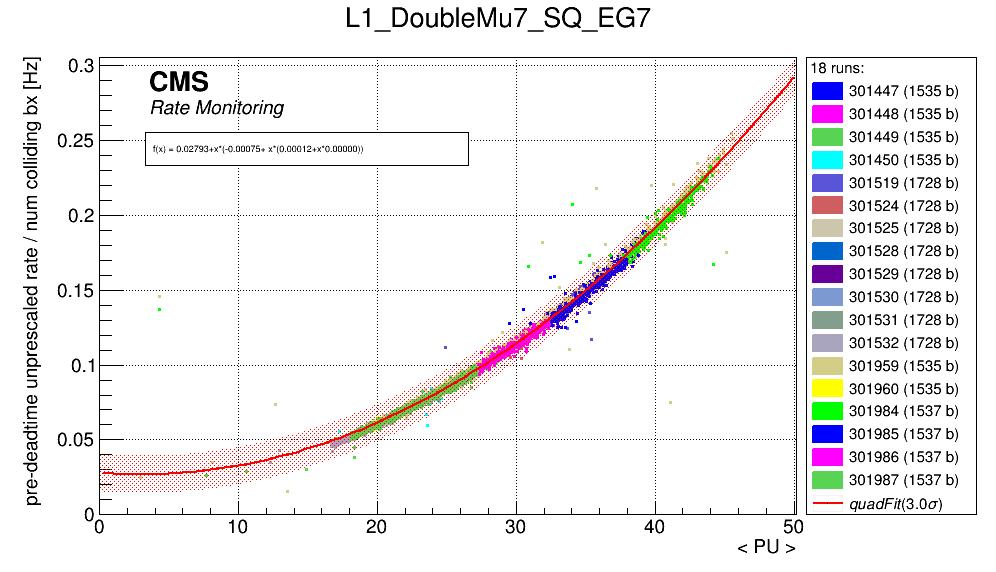 L1_DoubleMu7_SQ_EG7
pre-deadtime unprescaled rate / num colliding bx [Hz]
0.3
0.25
0.2
0.15
0.1
0.05
0
CMS
Rate Monitoring
f(x) = 0.02793+x*(-0.00075+ x*(0.00012+x*0.00000))
0 10 20 30 40 50
< PU >
18 runs:
301447 (1535 b)
301448 (1535 b)
301449 (1535 b)
301450 (1535 b)
301519 (1728 b)
301524 (1728 b)
301525 (1728 b)
301528 (1728 b)
301529 (1728 b)
301530 (1728 b)
301531 (1728 b)
301532 (1728 b)
301959 (1535 b)
301960 (1535 b)
301984 (1537 b)
301985 (1537 b)
301986 (1537 b)
301987 (1537 b)
quadFit(3.0σ)